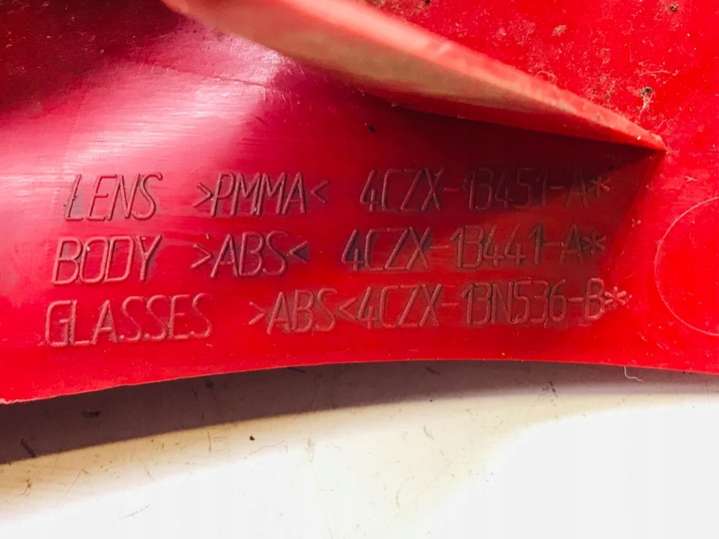 LENS >PMMA< 4CZX-13451-A*
BODY >ABS< 4CZX-13441-A*
GLASSES >ABS<4CZX-13N536-B*